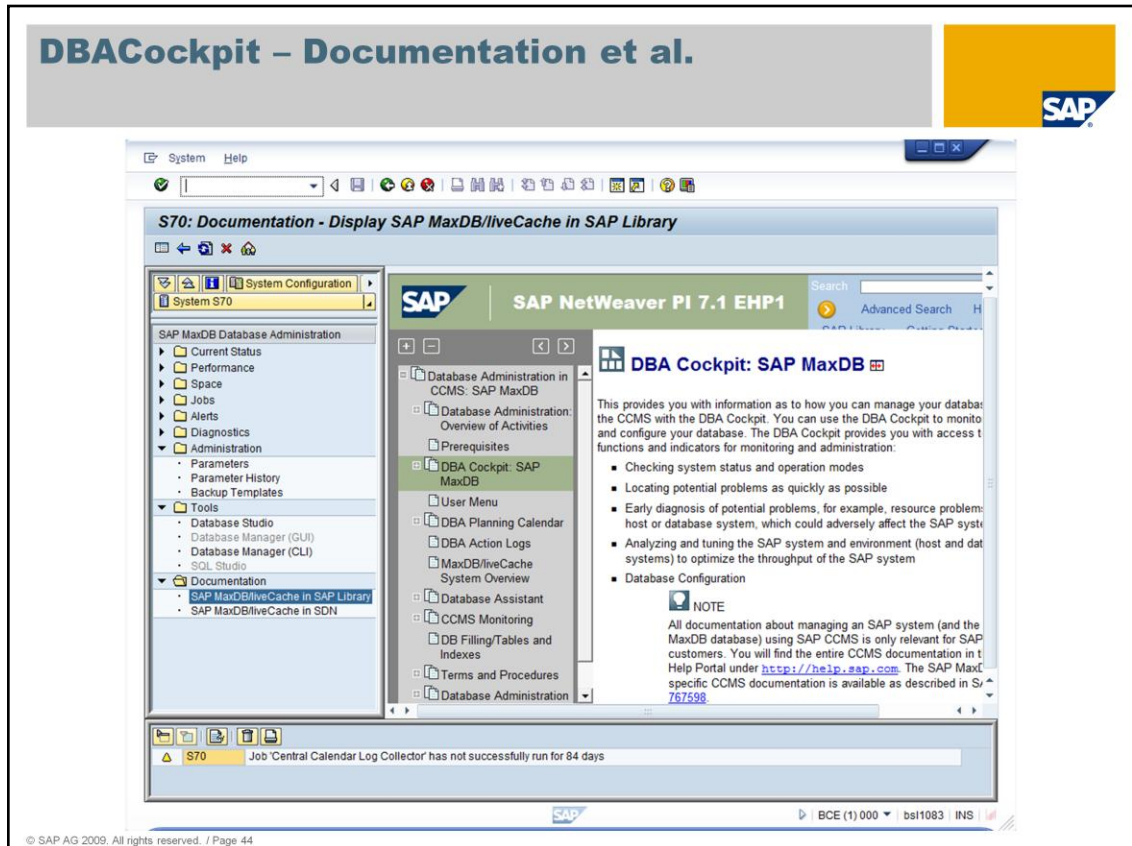 DBACockpit – Documentation et al.
SAP
System Help
S70: Documentation - Display SAP MaxDB/liveCache in SAP Library
System Configuration
System S70
SAP MaxDB Database Administration
Current Status
Performance
Space
Jobs
Alerts
Diagnostics
Administration
Parameters
Parameter History
Backup Templates
Tools
Database Studio
Database Manager (GUI)
Database Manager (CLI)
SQL Studio
Documentation
SAP MaxDB/liveCache in SAP Library
SAP MaxDB/liveCache in SDN
SAP
SAP NetWeaver PI 7.1 EHP1
Search
Advanced Search H
Database Administration in
CCMS: SAP MaxDB
Database Administration:
Overview of Activities
Prerequisites
DBA Cockpit: SAP
MaxDB
User Menu
DBA Planning Calendar
DBA Action Logs
MaxDB/liveCache
System Overview
Database Assistant
CCMS Monitoring
DB Filling/Tables and
Indexes
Terms and Procedures
Database Administration
DBA Cockpit: SAP MaxDB
This provides you with information as to how you can manage your databas
the CCMS with the DBA Cockpit. You can use the DBA Cockpit to monito
and configure your database. The DBA Cockpit provides you with access t
functions and indicators for monitoring and administration:
Checking system status and operation modes
Locating potential problems as quickly as possible
Early diagnosis of potential problems, for example, resource problem
host or database system, which could adversely affect the SAP syste
Analyzing and tuning the SAP system and environment (host and dat
systems) to optimize the throughput of the SAP system
Database Configuration
NOTE
All documentation about managing an SAP system (and the
MaxDB database) using SAP CCMS is only relevant for SAP
customers. You will find the entire CCMS documentation in t
Help Portal under http://help.sap.com. The SAP MaxD
specific CCMS documentation is available as described in SA
767598.
S70 Job 'Central Calendar Log Collector' has not successfully run for 84 days
SAP
BCE (1) 000 bsl1083 INS
© SAP AG 2009. All rights reserved. / Page 44